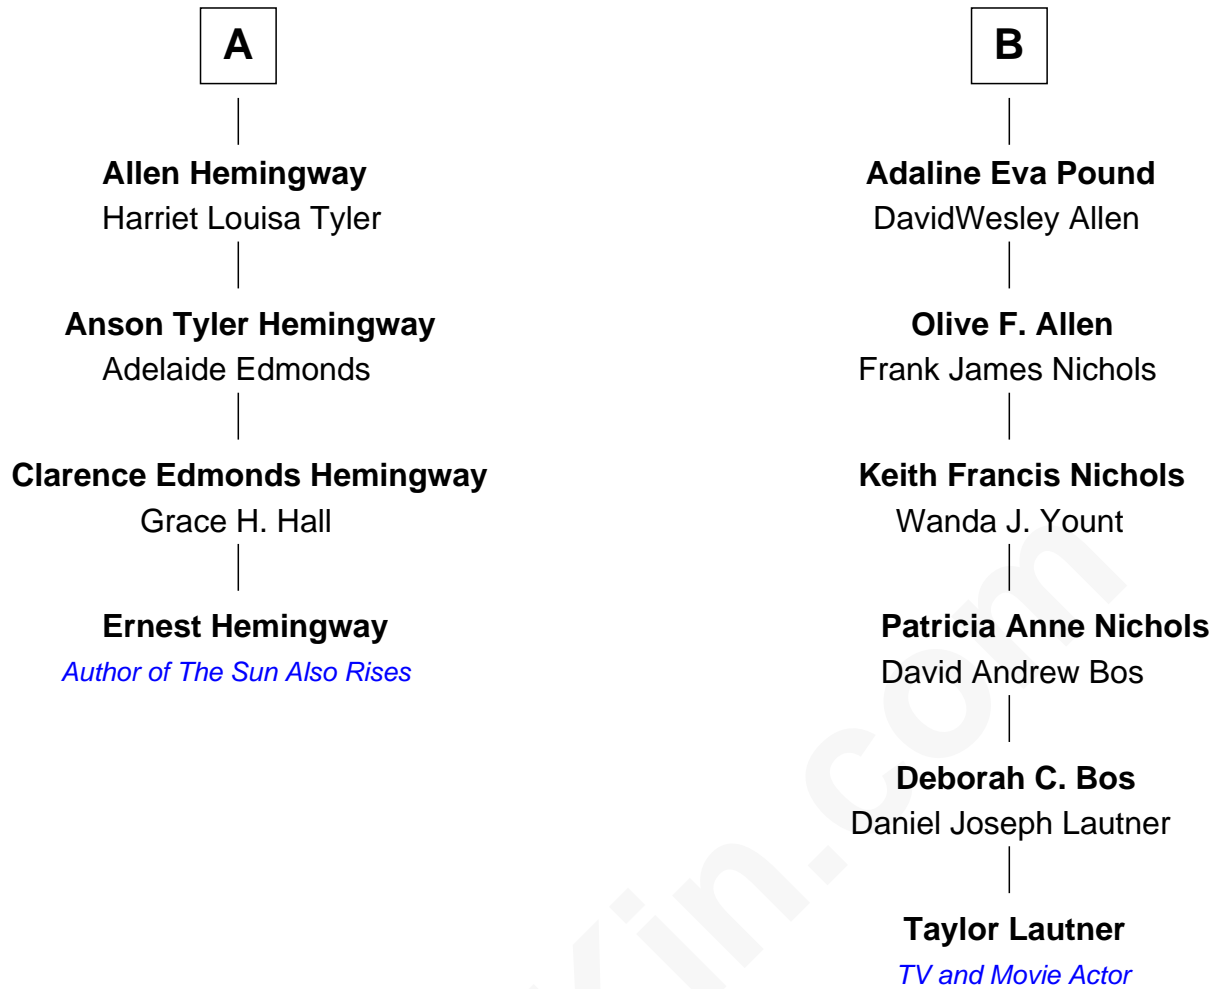 A
Allen Hemingway
Harriet Louisa Tyler
Anson Tyler Hemingway
Adelaide Edmonds
Clarence Edmonds Hemingway
Grace H. Hall
Ernest Hemingway
Author of The Sun Also Rises
B
Adaline Eva Pound
DavidWesley Allen
Olive F. Allen
Frank James Nichols
Keith Francis Nichols
Wanda J. Yount
Patricia Anne Nichols
David Andrew Bos
Deborah C. Bos
Daniel Joseph Lautner
Taylor Lautner
TV and Movie Actor